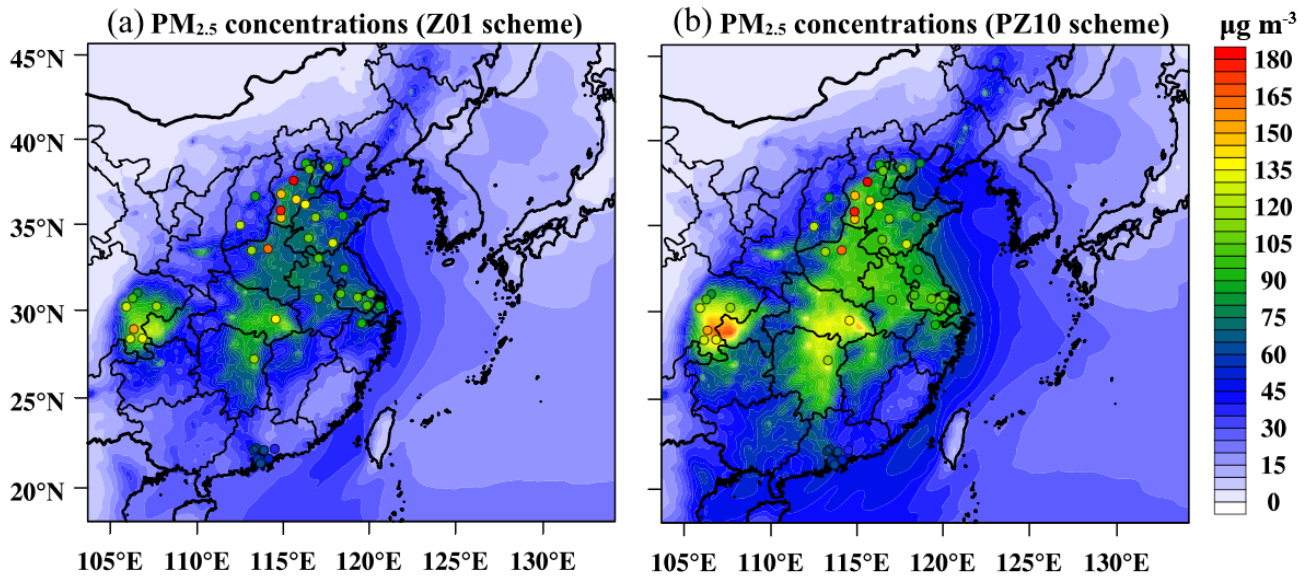 (a) PM2.5 concentrations (Z01 scheme)
(b) PM2.5 concentrations (PZ10 scheme)
μg m-3
45°N
40°N
35°N
30°N
25°N
20°N
105°E 110°E 115°E 120°E 125°E 130°E
105°E 110°E 115°E 120°E 125°E 130°E
180
165
150
135
120
105
90
75
60
45
30
15
0